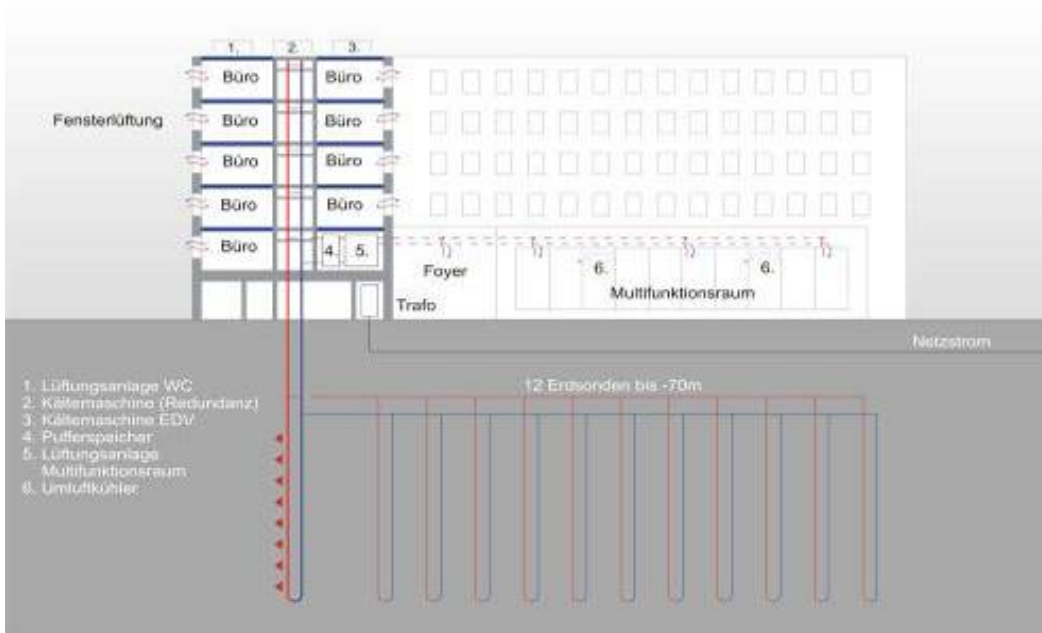 1. 2. 3.
Büro Büro
Fensterlüftung Büro Büro
Büro Büro
Büro Büro
Büro 4. 5.
Foyer 6. 6.
Multifunktionsraum
Trafo
Netzstrom
12 Erdsonden bis -70m
1. Lüftungsanlage WC
2. Kältemaschine (Redundanz)
3. Kältemaschine EDV
4. Pufferspeicher
5. Lüftungsanlage
Multifunktionsraum
6. Umluftkühler